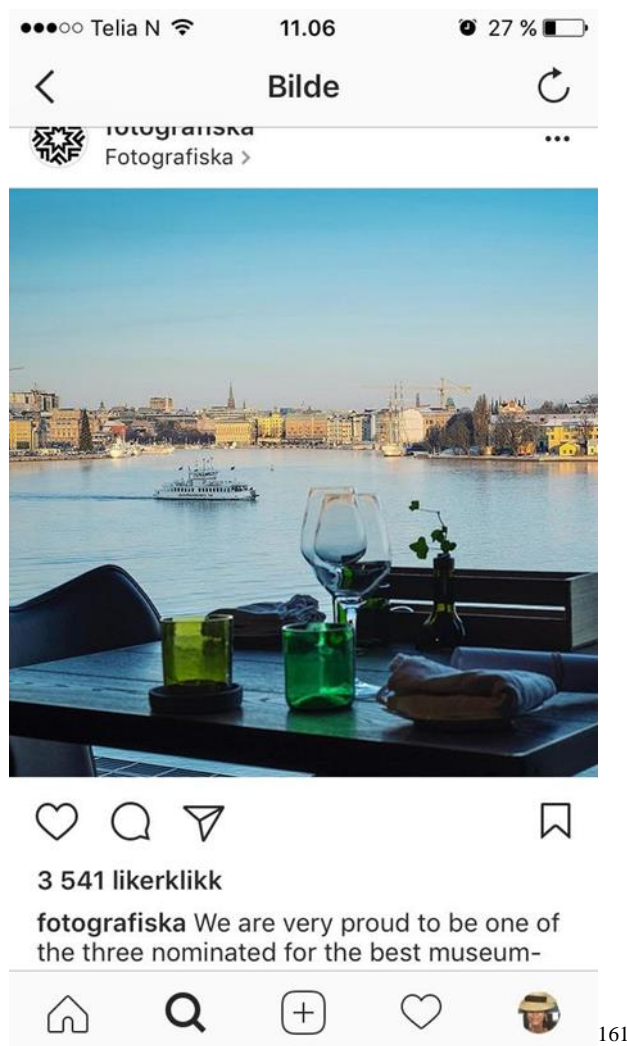 Telia N 11.06 27 %
Bilde
fotografiska
Fotografiska >
3 541 likerklikk
fotografiska We are very proud to be one of
the three nominated for the best museum-
161